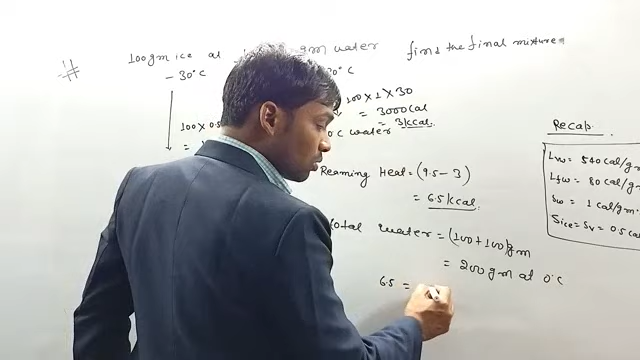 100gm ice at gm water find the final mixture
-30°C 0°C
100 X 1 X 30
= 3000 cal
= 3 kcal.
100 X 0.5
=
0°C water
Reaming Heat = (9.5 - 3)
= 6.5 kcal.
Total water = (100 + 100)gm
= 200 gm at 0°C
6.5 =
Recap.
Lvw = 540 cal/gm
Lfw = 80 cal/gm
Sw = 1 cal/gm.
Sice = Sv = 0.5 cal